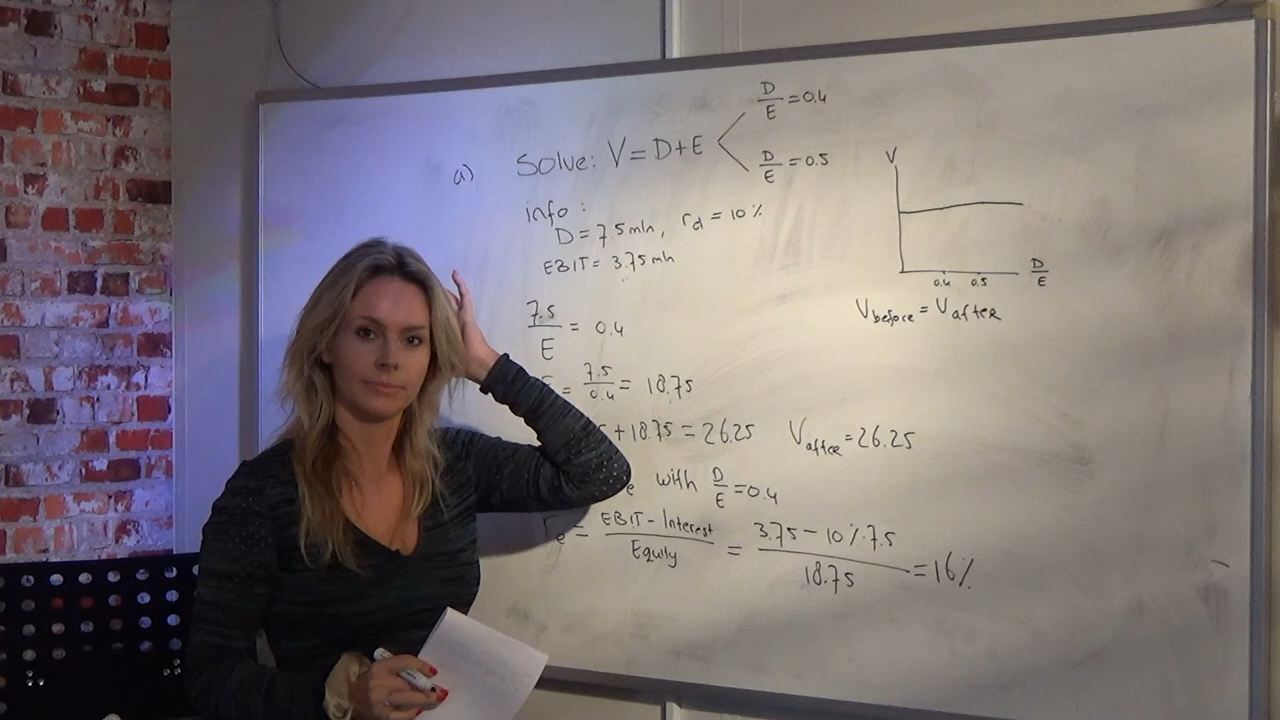 D/E = 0.4
a) Solve: V = D + E
D/E = 0.5
info:
D = 7.5 mln, rd = 10%
EBIT = 3.75 mln
7.5/E = 0.4
= 7.5/0.4 = 18.75
+ 18.75 = 26.25 Vafter = 26.25
e with D/E = 0.4
re = EBIT - Interest/Equity = 3.75 - 10%·7.5/18.75 = 16%
V
0.4 0.5 D/E
Vbefore = Vafter